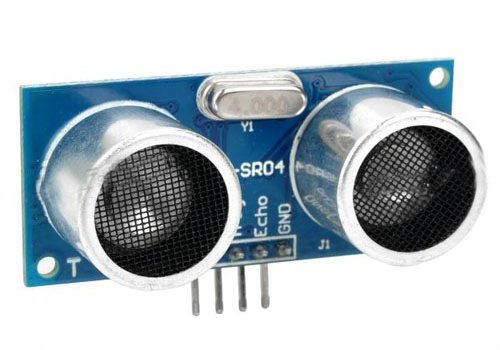 4.000
Y1
-SR04
Echo
GND
J1
T